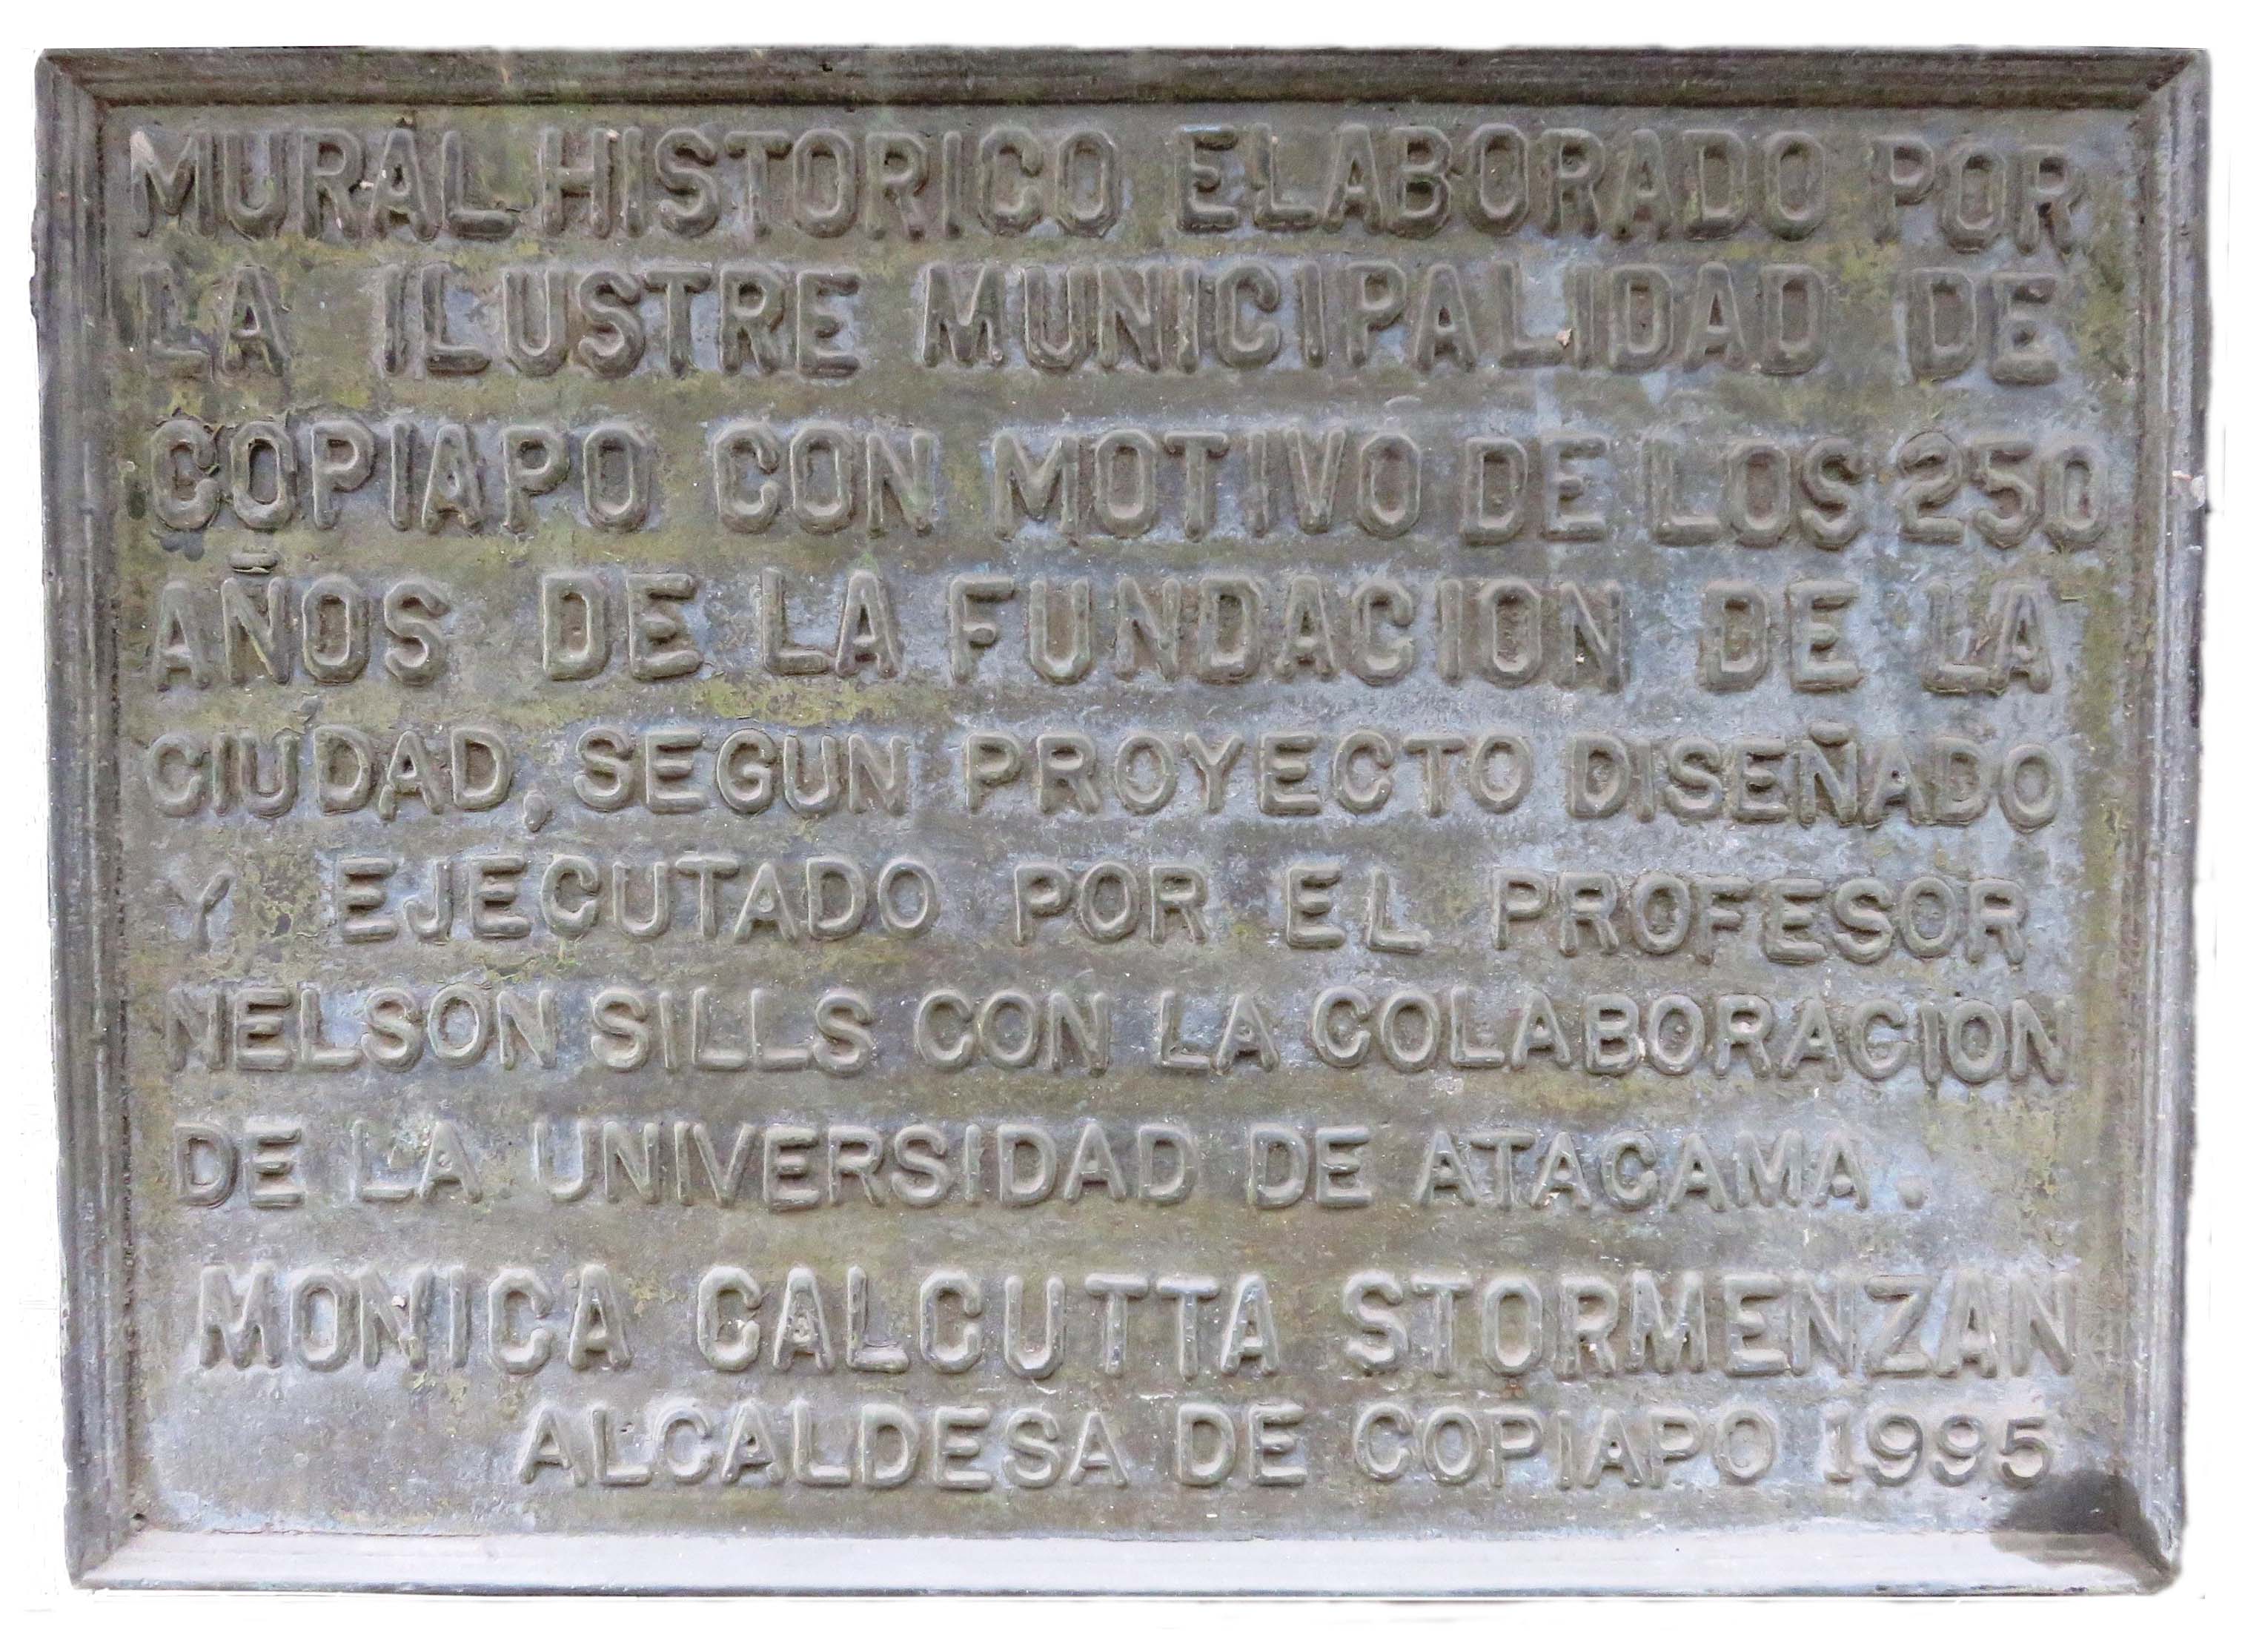 MURAL HISTORICO ELABORADO POR
LA ILUSTRE MUNICIPALIDAD DE
COPIAPO CON MOTIVO DE LOS 250
AÑOS DE LA FUNDACION DE LA
CIUDAD, SEGUN PROYECTO DISEÑADO
Y EJECUTADO POR EL PROFESOR
NELSON SILLS CON LA COLABORACION
DE LA UNIVERSIDAD DE ATACAMA.
MONICA CALCUTTA STORMENZAN
ALCALDESA DE COPIAPO 1995